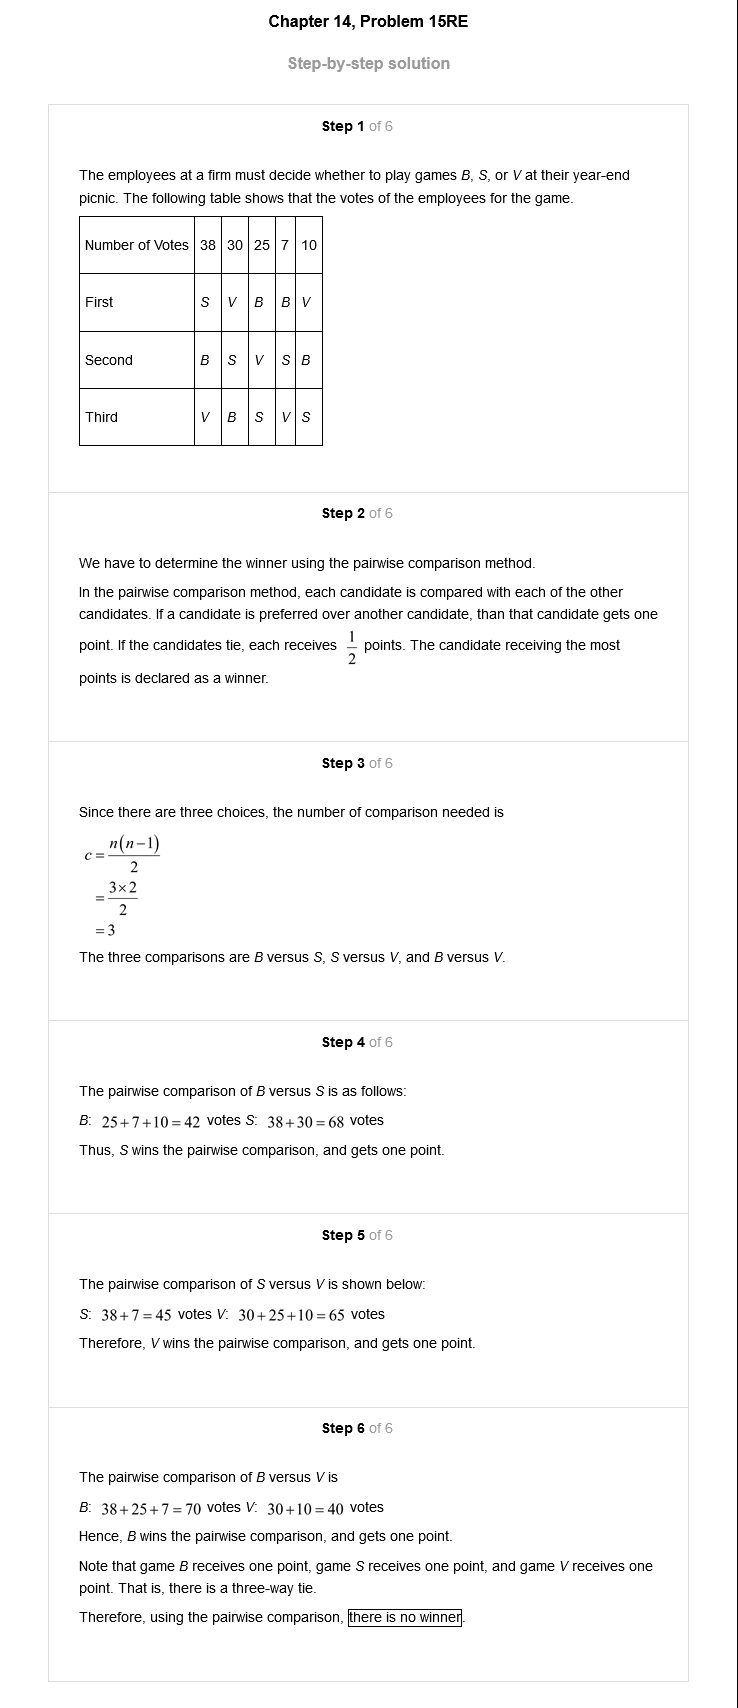 Chapter 14, Problem 15RE
Step-by-step solution
Step 1 of 6
The employees at a firm must decide whether to play games B, S, or V at their year-end
picnic. The following table shows that the votes of the employees for the game.
Number of Votes 38 30 25 7 10
First S V B B V
Second B S V S B
Third V B S V S
Step 2 of 6
We have to determine the winner using the pairwise comparison method.
In the pairwise comparison method, each candidate is compared with each of the other
candidates. If a candidate is preferred over another candidate, than that candidate gets one
point. If the candidates tie, each receives 1/2 points. The candidate receiving the most
points is declared as a winner.
Step 3 of 6
Since there are three choices, the number of comparison needed is
c = n(n−1)/2
= 3×2/2
= 3
The three comparisons are B versus S, S versus V, and B versus V.
Step 4 of 6
The pairwise comparison of B versus S is as follows:
B: 25+7+10=42 votes S: 38+30=68 votes
Thus, S wins the pairwise comparison, and gets one point.
Step 5 of 6
The pairwise comparison of S versus V is shown below:
S: 38+7=45 votes V: 30+25+10=65 votes
Therefore, V wins the pairwise comparison, and gets one point.
Step 6 of 6
The pairwise comparison of B versus V is
B: 38+25+7=70 votes V: 30+10=40 votes
Hence, B wins the pairwise comparison, and gets one point.
Note that game B receives one point, game S receives one point, and game V receives one
point. That is, there is a three-way tie.
Therefore, using the pairwise comparison, there is no winner.